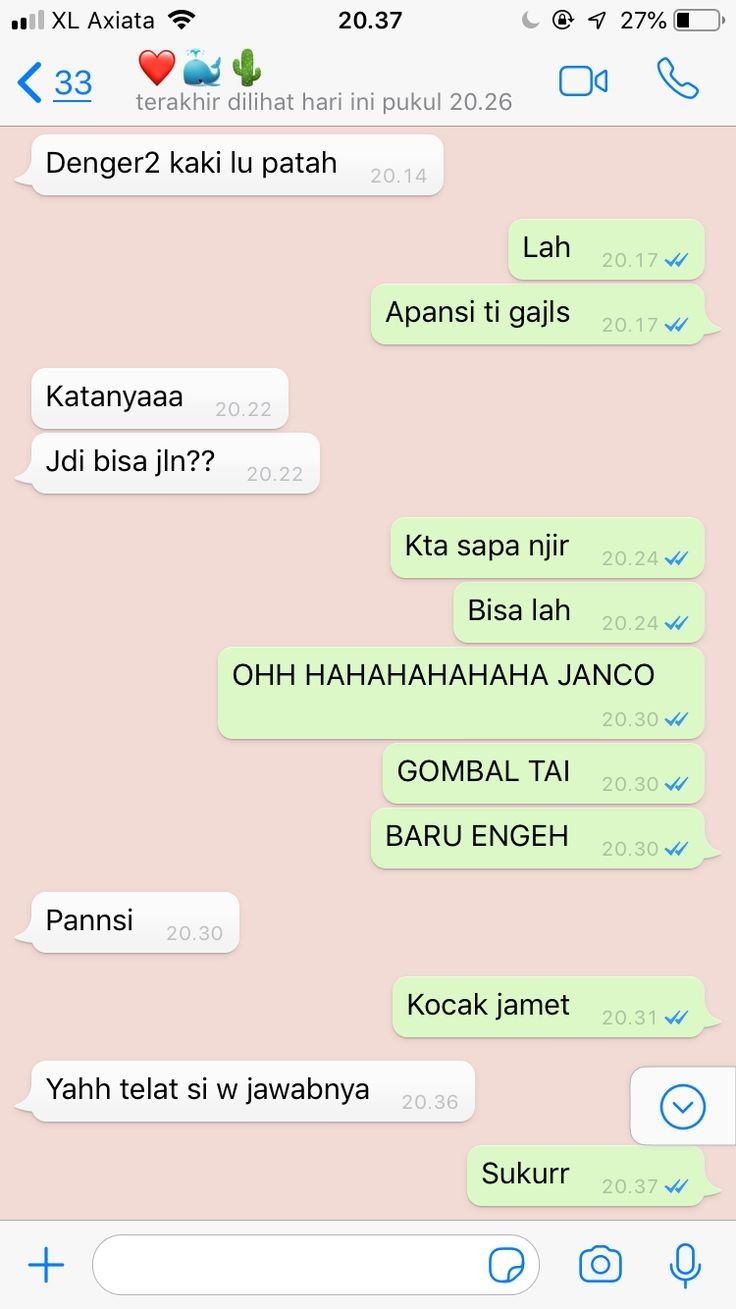 XL Axiata 20.37 27%
33 ❤️🐳🌵
terakhir dilihat hari ini pukul 20.26
Denger2 kaki lu patah 20.14
Lah 20.17
Apansi ti gajls 20.17
Katanyaaa 20.22
Jdi bisa jln?? 20.22
Kta sapa njir 20.24
Bisa lah 20.24
OHH HAHAHAHAHAHA JANCO
20.30
GOMBAL TAI 20.30
BARU ENGEH 20.30
Pannsi 20.30
Kocak jamet 20.31
Yahh telat si w jawabnya 20.36
Sukurr 20.37